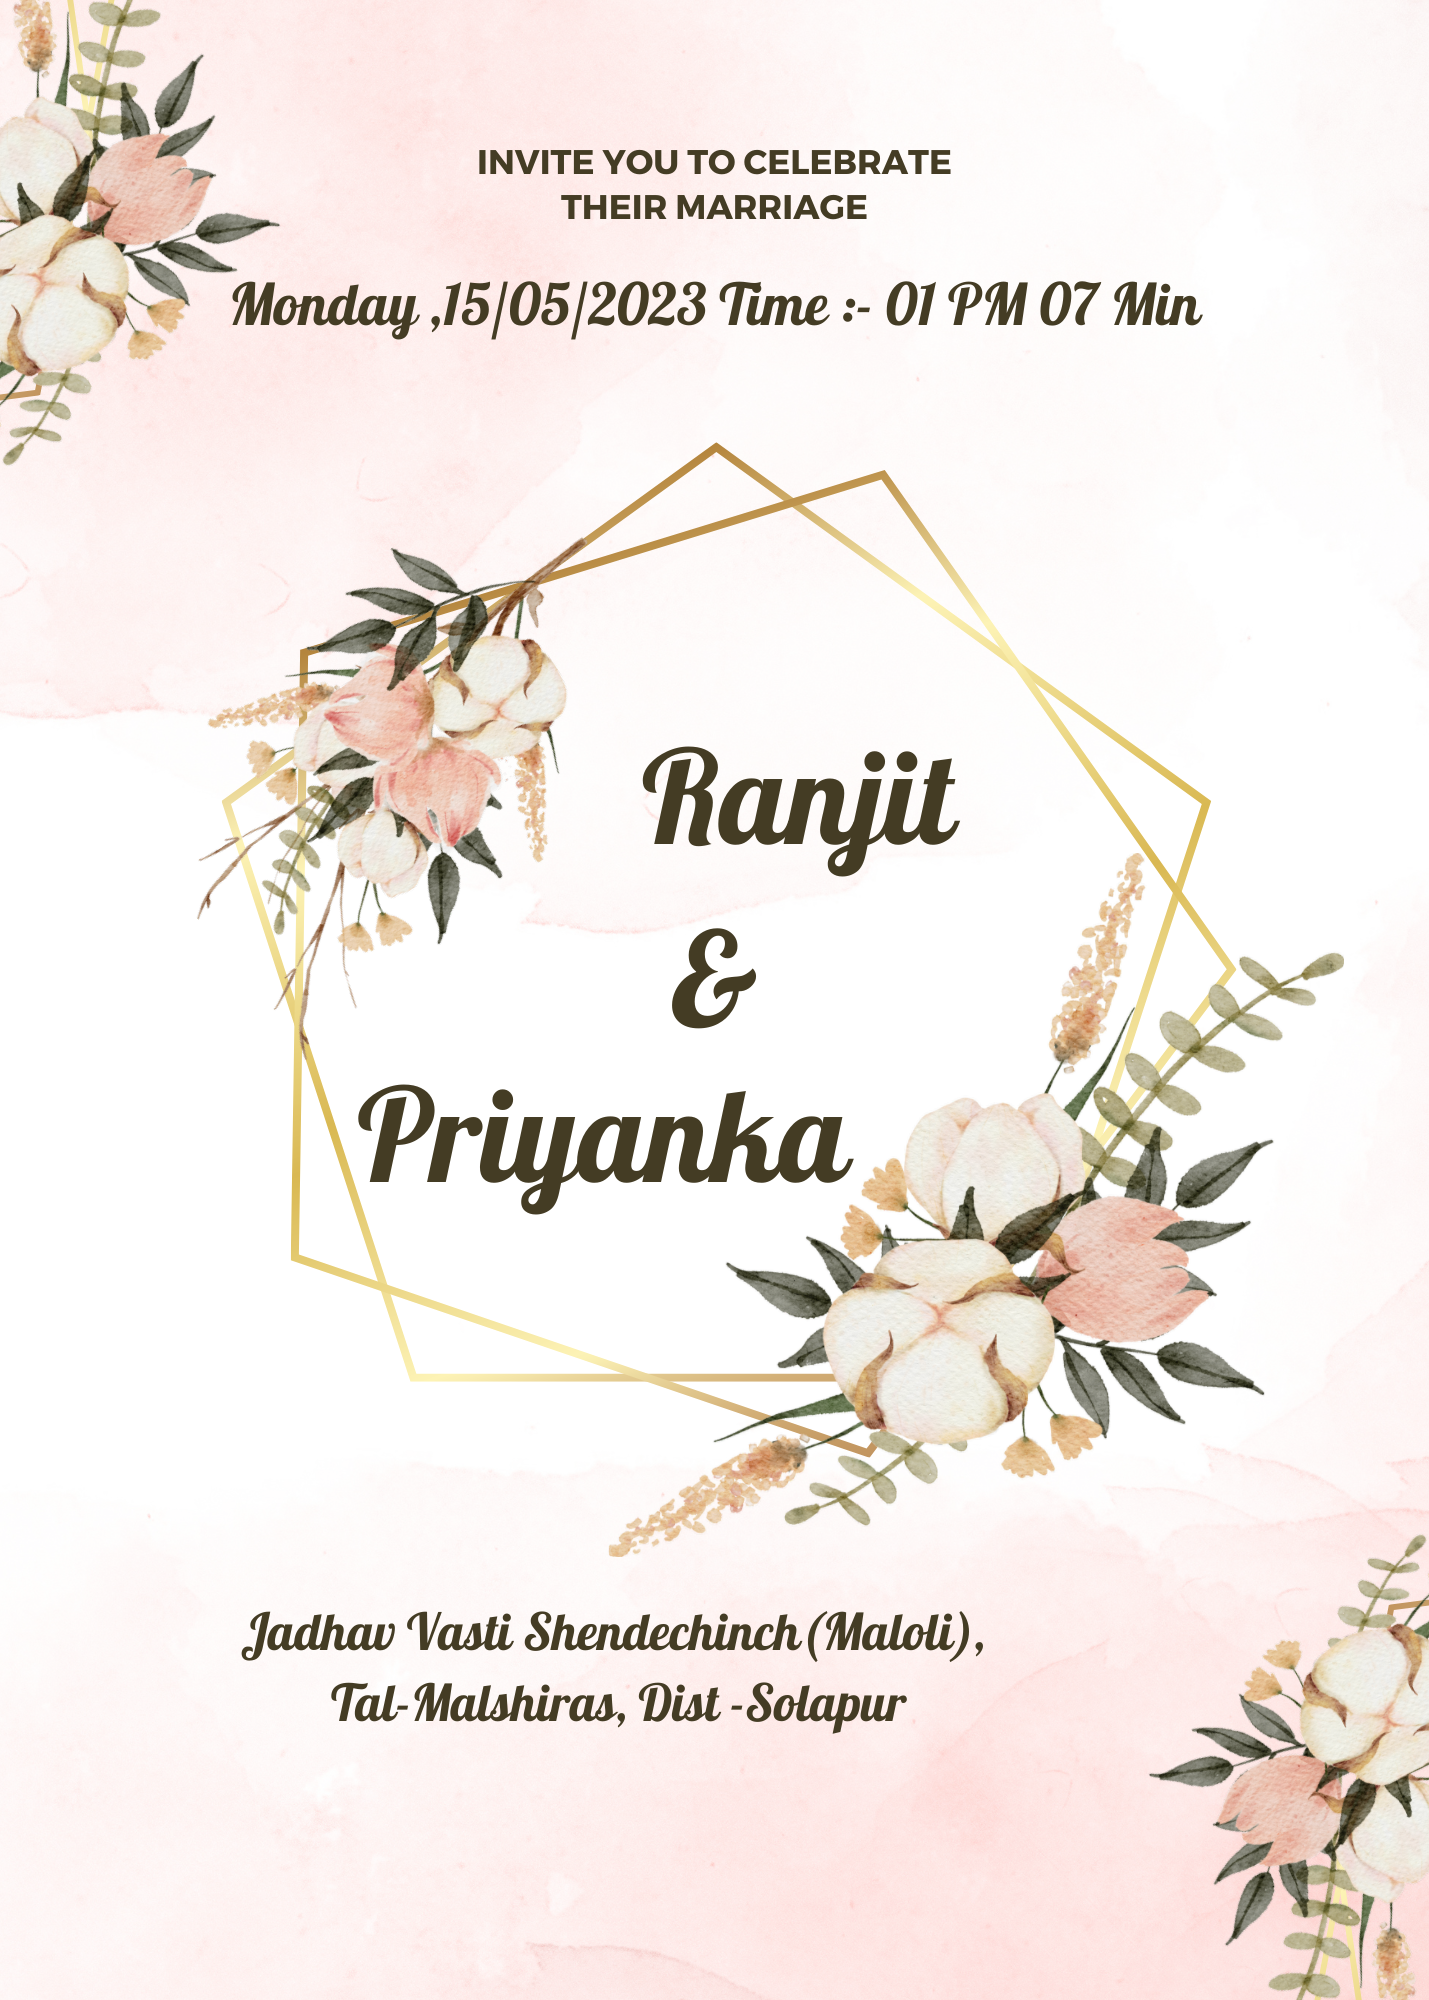 INVITE YOU TO CELEBRATE
THEIR MARRIAGE
Monday ,15/05/2023 Time :- 01 PM 07 Min
Ranjit
&
Priyanka
Jadhav Vasti Shendechinch(Maloli),
Tal-Malshiras, Dist -Solapur